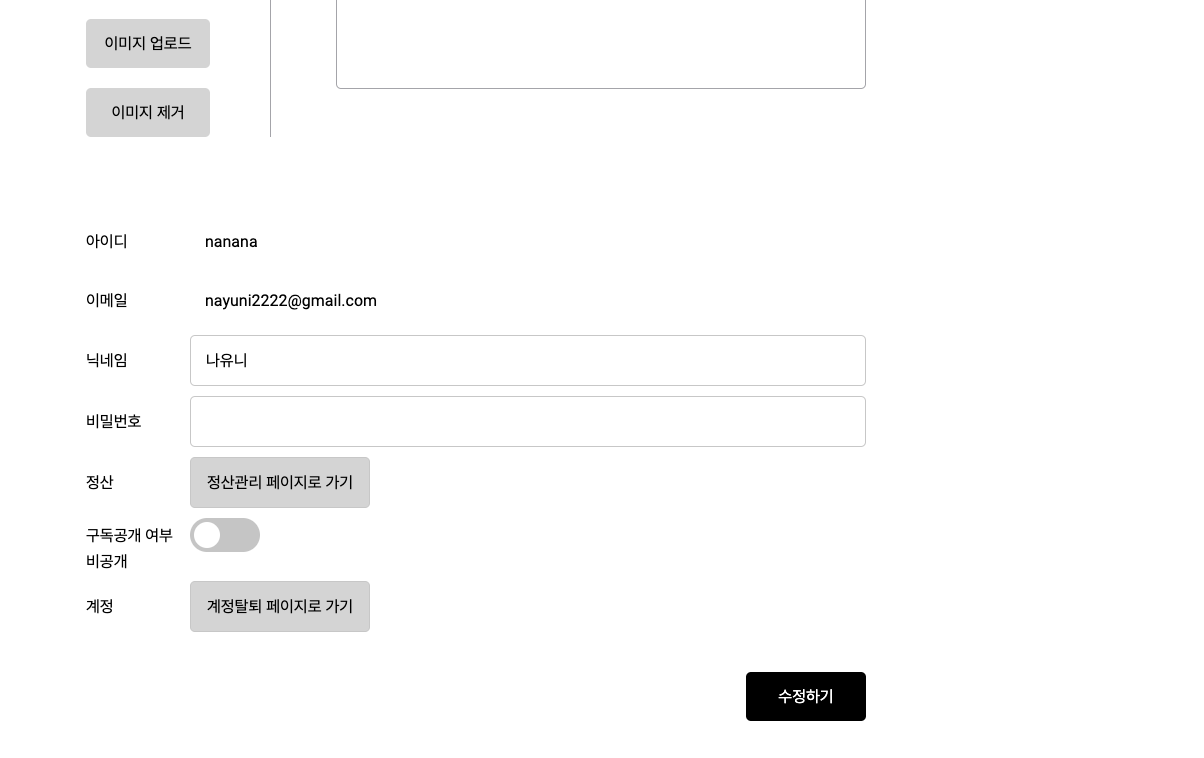 이미지 업로드
이미지 제거
아이디 nanana
이메일 nayuni2222@gmail.com
닉네임 나유니
비밀번호
정산 정산관리 페이지로 가기
구독공개 여부
비공개
계정 계정탈퇴 페이지로 가기
수정하기